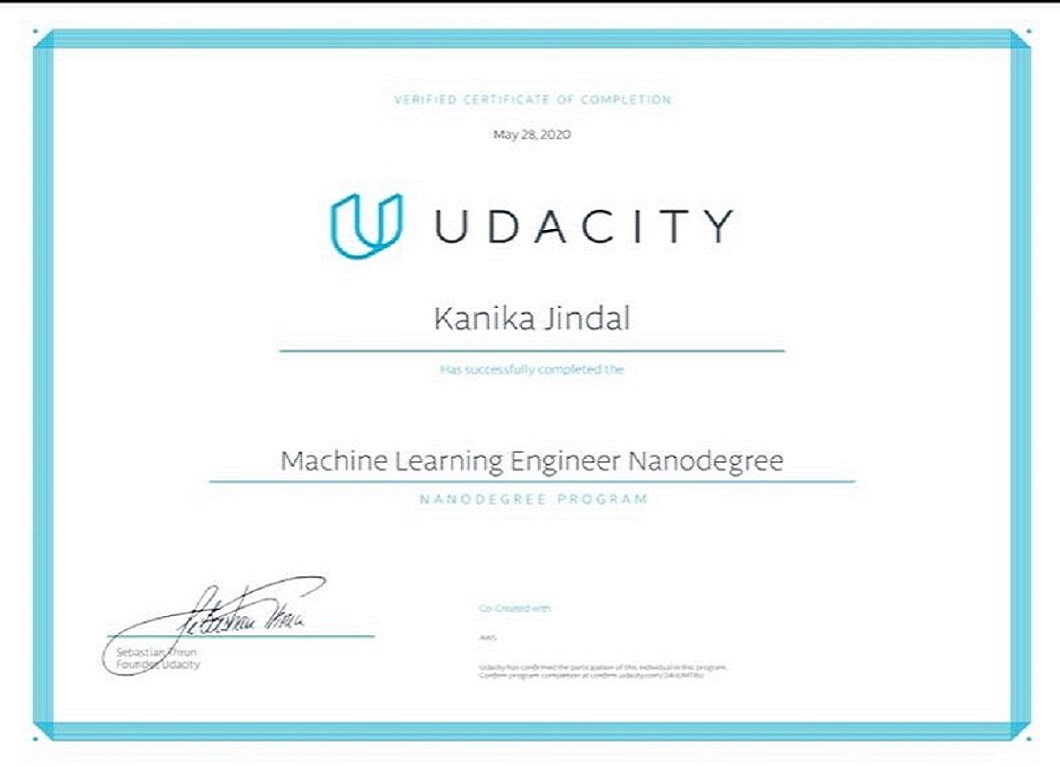 VERIFIED CERTIFICATE OF COMPLETION
May 28, 2020
UDACITY
Kanika Jindal
Has successfully completed the
Machine Learning Engineer Nanodegree
NANODEGREE PROGRAM
Sebastian Thrun
Co-Created with
Sebastian Thrun
Founder, Udacity
AWS
Udacity has confirmed the participation of this individual in this program.
Confirm program completion at confirm.udacity.com/